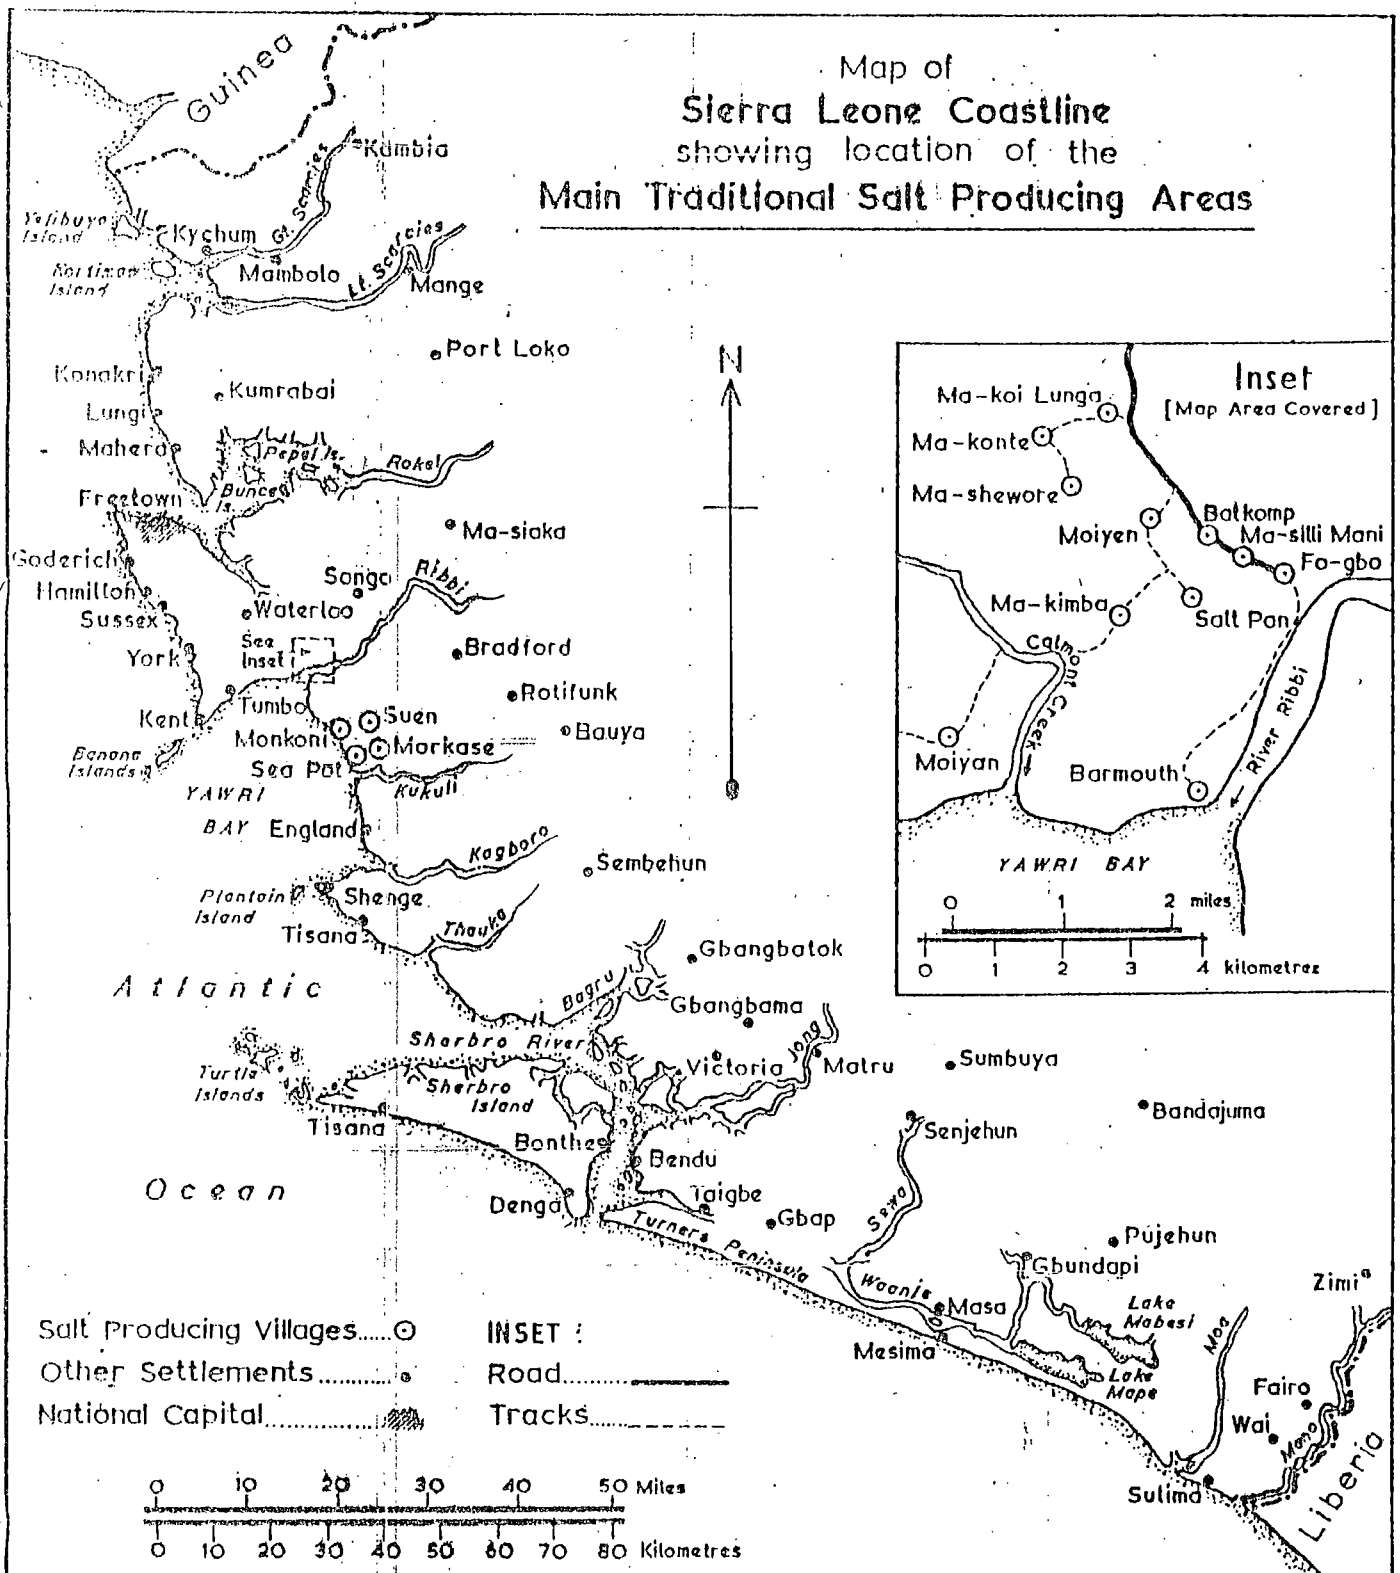 Map of
Sierra Leone Coastline
showing location of the
Main Traditional Salt Producing Areas
Guinea
Kambia
Gt. Scarcies
Yelibuya
Island
Kychum
Mambolo
Lt. Scarcies
Mange
Kortimaw
Island
Port Loko
Konakri
Kumrabai
Lungi
Mahera
Pepel Is.
Rokel
Bunce
Is.
Freetown
Ma-siaka
Goderich
Hamilton
Sussex
Songo
Ribbi
Waterloo
See
Inset
York
Bradford
Rotifunk
Tumbo
Kent
Suen
Bauya
Monkoni
Markase
Banana
Islands
Sea Pot
Kukuli
YAWRI
BAY
England
Kagboro
Sembehun
Plantain
Island
Shenge
Thauka
Tisana
Gbangbatok
Atlantic
Bagru
Gbangbama
Sherbro River
Jong
Victoria
Matru
Sumbuya
Turtle
Islands
Sherbro
Island
Tisana
Bandajuma
Senjehun
Bonthe
Bendu
Ocean
Denga
Taigbe
Sewa
Gbap
Turners Peninsula
Pujehun
Gbundapi
Zimi
Waanje
Masa
Lake
Mabesi
Moa
Mesima
Lake
Mape
Fairo
Wai
Mano
Sulima
Liberia
N
Inset
[Map Area Covered]
Ma-koi Lunga
Ma-konte
Ma-shewore
Moiyen
Batkomp
Ma-silli Mani
Fo-gbo
Ma-kimba
Salt Pan
Calmont Creek
Moiyan
Barmouth
River Ribbi
YAWRI BAY
0 1 2 miles
0 1 2 3 4 kilometres
Salt Producing Villages.....
Other Settlements..........
National Capital..............
INSET :
Road.........
Tracks.....
0 10 20 30 40 50 Miles
0 10 20 30 40 50 60 70 80 Kilometres